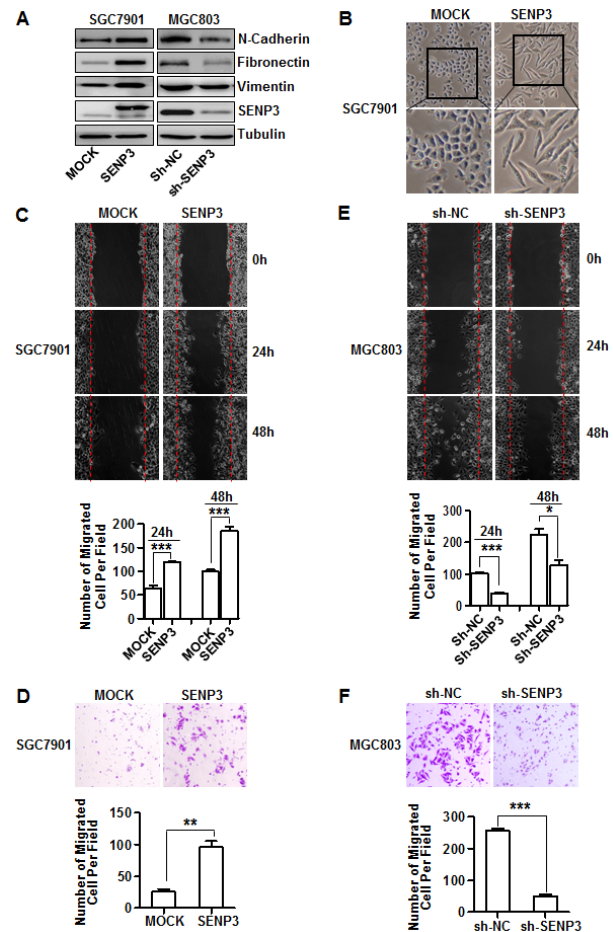 A
SGC7901 MGC803
N-Cadherin
Fibronectin
Vimentin
SENP3
Tubulin
MOCK SENP3 Sh-NC sh-SENP3
B
MOCK SENP3
SGC7901
C
MOCK SENP3
0h
SGC7901 24h
48h
Number of Migrated
Cell Per Field
200
150
100
50
0
24h
***
48h
***
MOCK SENP3 MOCK SENP3
E
sh-NC sh-SENP3
0h
MGC803 24h
48h
Number of Migrated
Cell Per Field
300
200
100
0
24h
***
48h
*
Sh-NC Sh-SENP3 Sh-NC Sh-SENP3
D
MOCK SENP3
SGC7901
Number of Migrated
Cell Per Field
150
100
50
0
**
MOCK SENP3
F
sh-NC sh-SENP3
MGC803
Number of Migrated
Cell Per Field
300
200
100
0
***
sh-NC sh-SENP3